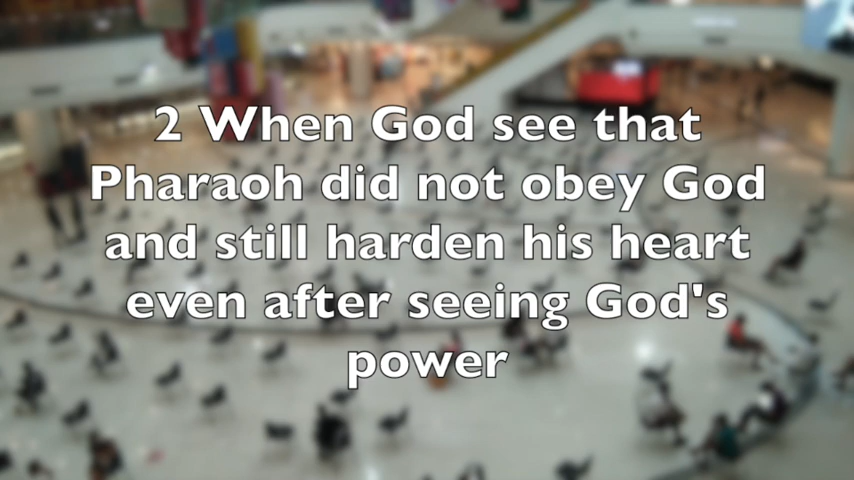 2 When God see that
Pharaoh did not obey God
and still harden his heart
even after seeing God's
power